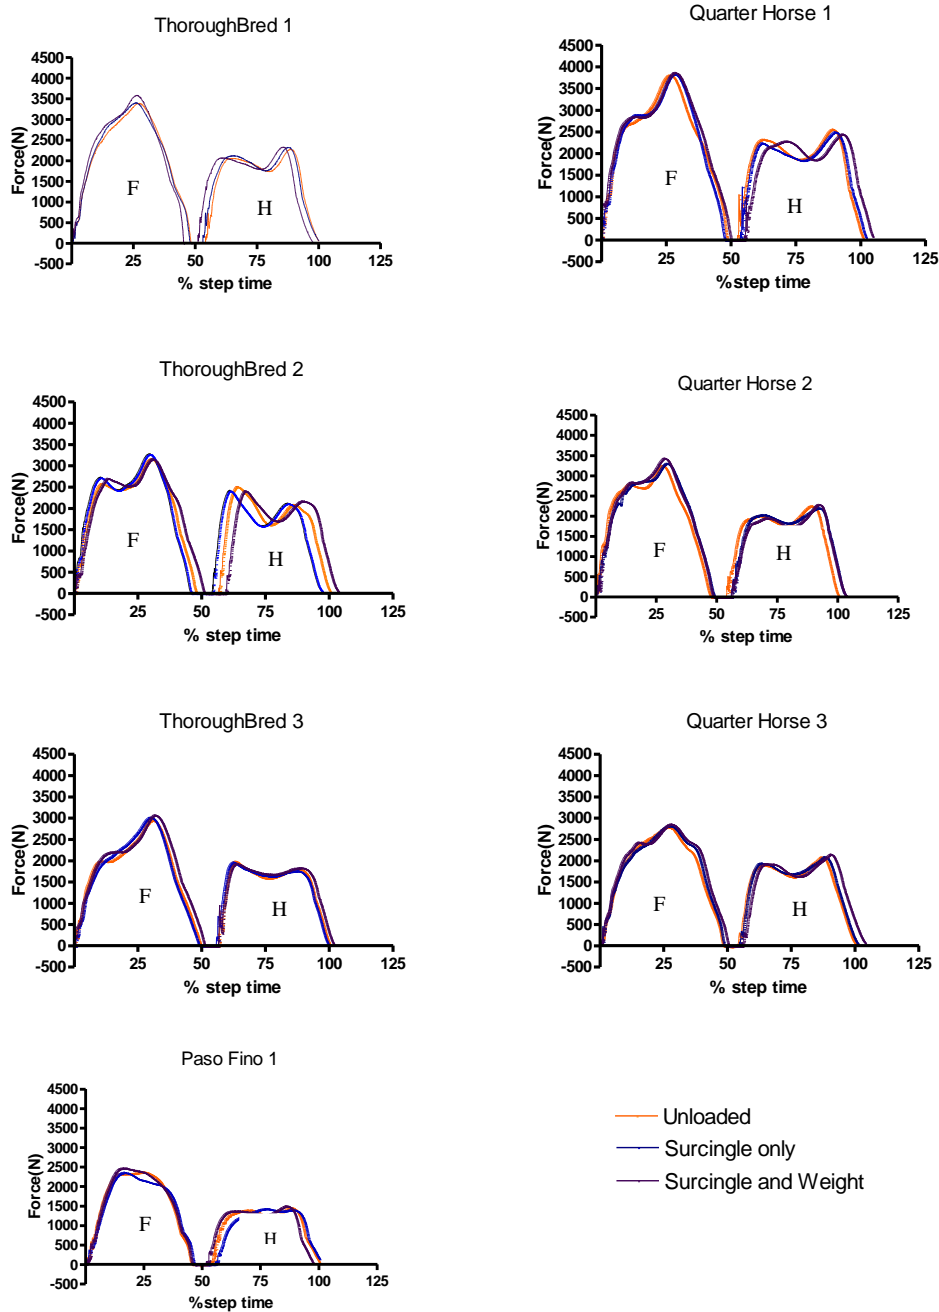 ThoroughBred 1
4500
4000
3500
3000
2500
2000
1500
1000
500
0
-500
Force(N)
F
H
25
50
75
100
125
% step time
Quarter Horse 1
4500
4000
3500
3000
2500
2000
1500
1000
500
0
-500
Force(N)
F
H
25
50
75
100
125
%step time
ThoroughBred 2
4500
4000
3500
3000
2500
2000
1500
1000
500
0
-500
Force(N)
F
H
25
50
75
100
125
% step time
Quarter Horse 2
4500
4000
3500
3000
2500
2000
1500
1000
500
0
-500
Force(N)
F
H
25
50
75
100
125
% step time
ThoroughBred 3
4500
4000
3500
3000
2500
2000
1500
1000
500
0
-500
Force(N)
F
H
25
50
75
100
125
% step time
Quarter Horse 3
4500
4000
3500
3000
2500
2000
1500
1000
500
0
-500
Force(N)
F
H
25
50
75
100
125
% step time
Paso Fino 1
4500
4000
3500
3000
2500
2000
1500
1000
500
0
-500
Force(N)
F
H
25
50
75
100
125
%step time
Unloaded
Surcingle only
Surcingle and Weight